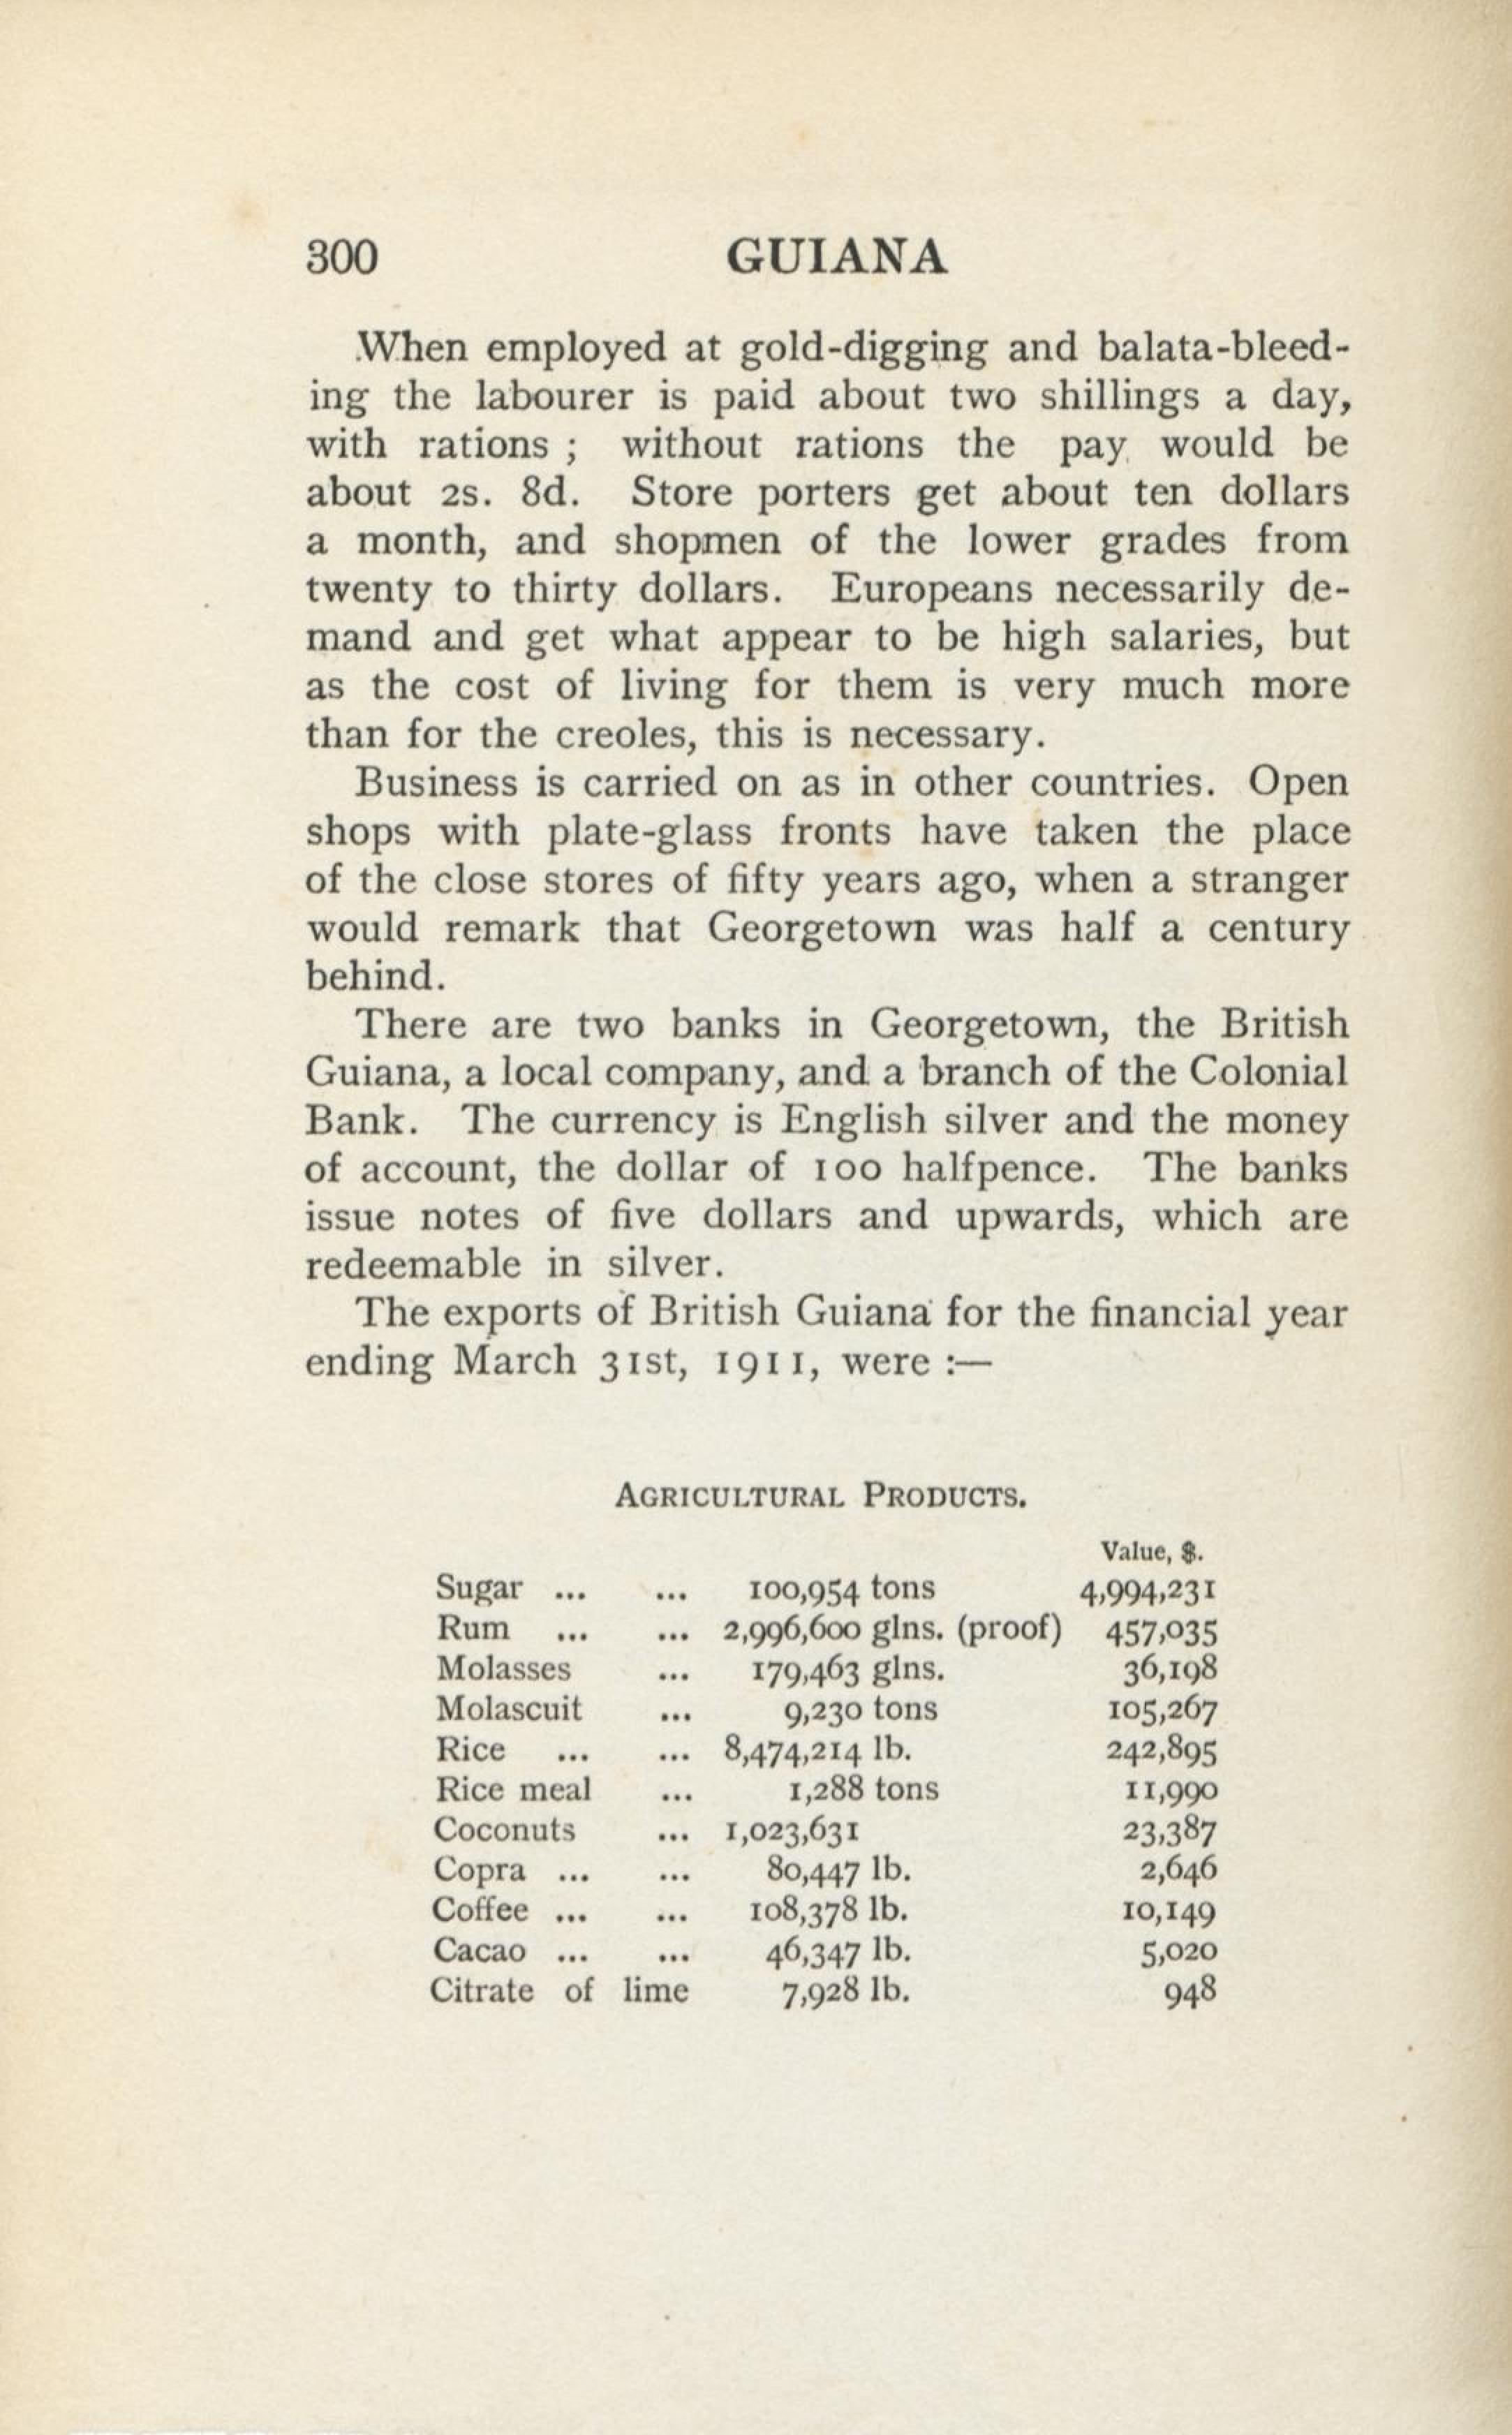 300 GUIANA
When employed at gold-digging and balata-bleed-
ing the labourer is paid about two shillings a day,
with rations ; without rations the pay would be
about 2s. 8d. Store porters get about ten dollars
a month, and shopmen of the lower grades from
twenty to thirty dollars. Europeans necessarily de-
mand and get what appear to be high salaries, but
as the cost of living for them is very much more
than for the creoles, this is necessary.
Business is carried on as in other countries. Open
shops with plate-glass fronts have taken the place
of the close stores of fifty years ago, when a stranger
would remark that Georgetown was half a century
behind.
There are two banks in Georgetown, the British
Guiana, a local company, and a branch of the Colonial
Bank. The currency is English silver and the money
of account, the dollar of 100 halfpence. The banks
issue notes of five dollars and upwards, which are
redeemable in silver.
The exports of British Guiana for the financial year
ending March 31st, 1911, were :—
AGRICULTURAL PRODUCTS.
Value, $.
Sugar ... ... 100,954 tons 4,994,231
Rum ... ... 2,996,600 glns. (proof) 457,035
Molasses ... 179,463 glns. 36,198
Molascuit ... 9,230 tons 105,267
Rice ... ... 8,474,214 lb. 242,895
Rice meal ... 1,288 tons 11,990
Coconuts ... 1,023,631 23,387
Copra ... ... 80,447 lb. 2,646
Coffee ... ... 108,378 lb. 10,149
Cacao ... ... 46,347 lb. 5,020
Citrate of lime 7,928 lb. 948